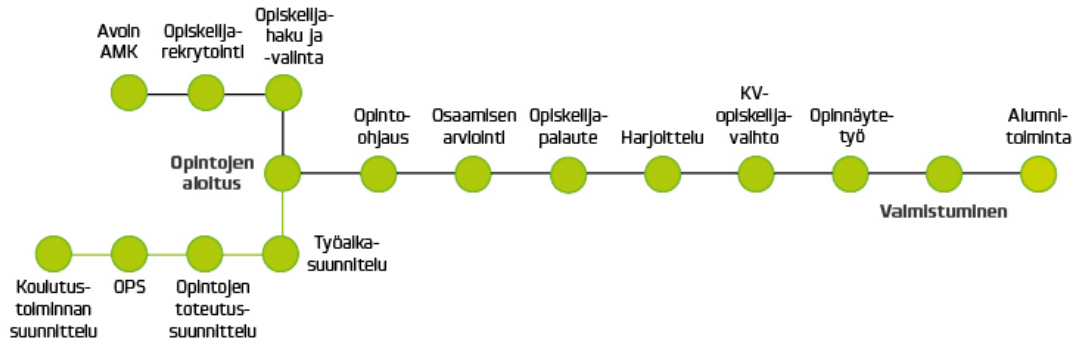 Avoin
AMK
Opiskelija-
rekrytointi
Opiskelija-
haku ja
-valinta
Opintojen
aloitus
Opinto-
ohjaus
Osaamisen
arviointi
Opiskelija-
palaute
Harjoittelu
KV-
opiskelija-
vaihto
Opinnäyte-
työ
Valmistuminen
Alumni-
toiminta
Koulutus-
toiminnan
suunnittelu
OPS
Opintojen
toteutus-
suunnittelu
Työaika-
suunnitelu